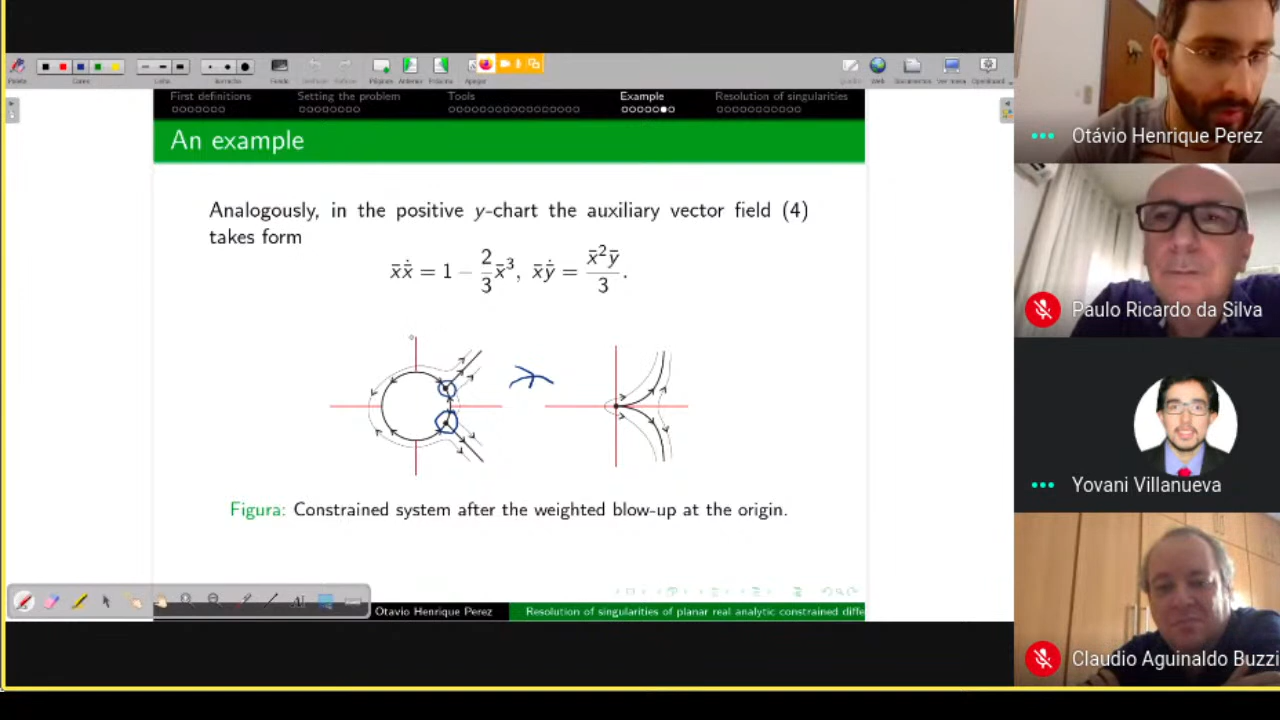 First definitions Setting the problem Tools Example Resolution of singularities
An example
Analogously, in the positive y-chart the auxiliary vector field (4)
takes form
x̄ẋ̄ = 1 − 2/3 x̄³, x̄ẏ̄ = x̄²ȳ/3.
Figura: Constrained system after the weighted blow-up at the origin.
Otavio Henrique Perez Resolution of singularities of planar real analytic constrained diffe
Otávio Henrique Perez
Paulo Ricardo da Silva
Yovani Villanueva
Claudio Aguinaldo Buzzi